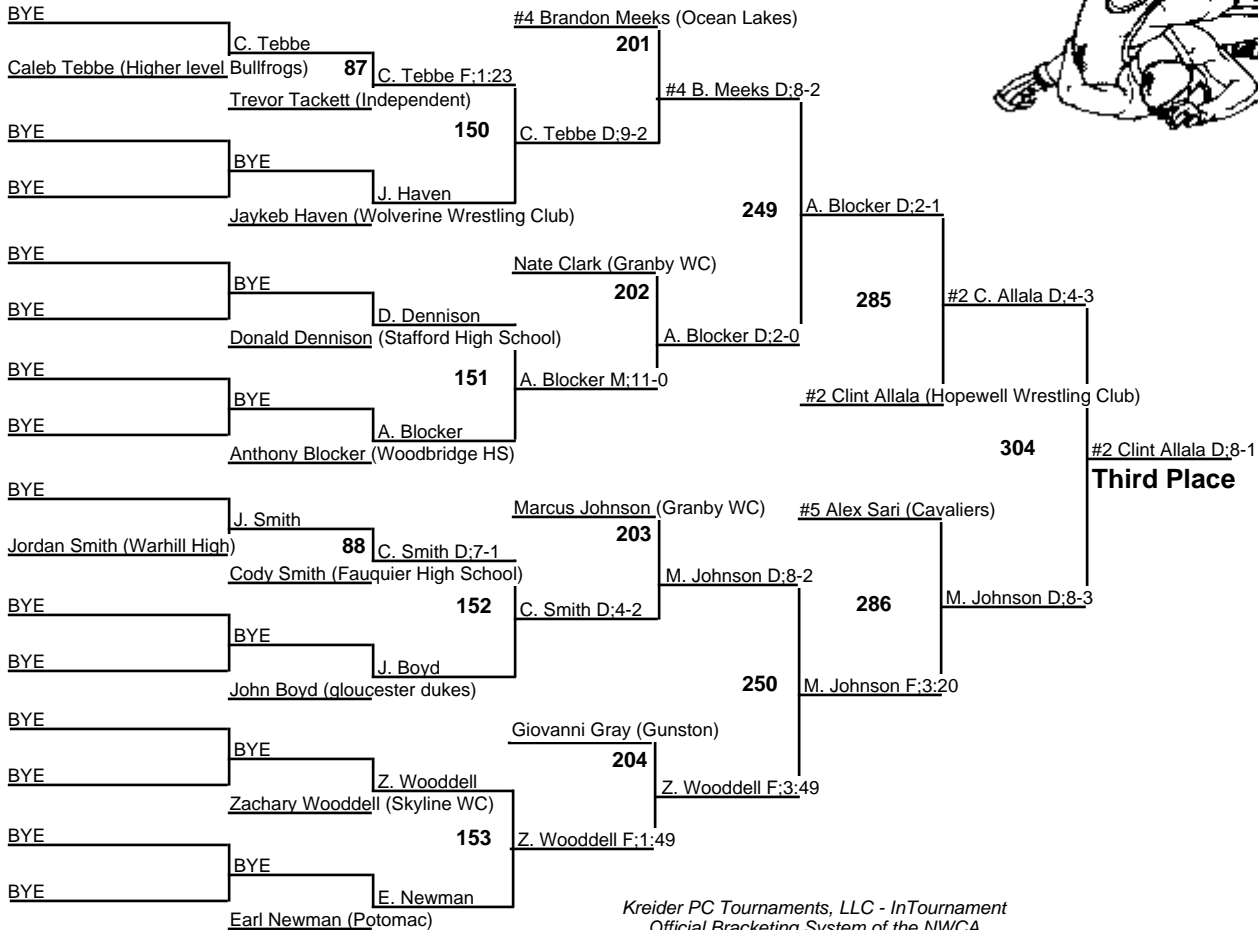 BYE
#4 Brandon Meeks (Ocean Lakes)
C. Tebbe
201
Caleb Tebbe (Higher level Bullfrogs)
87
C. Tebbe F;1:23
#4 B. Meeks D;8-2
Trevor Tackett (Independent)
150
C. Tebbe D;9-2
BYE
BYE
BYE
J. Haven
249
A. Blocker D;2-1
Jaykeb Haven (Wolverine Wrestling Club)
BYE
Nate Clark (Granby WC)
BYE
202
285
#2 C. Allala D;4-3
BYE
D. Dennison
Donald Dennison (Stafford High School)
A. Blocker D;2-0
BYE
151
A. Blocker M;11-0
BYE
#2 Clint Allala (Hopewell Wrestling Club)
BYE
A. Blocker
Anthony Blocker (Woodbridge HS)
304
#2 Clint Allala D;8-1
Third Place
BYE
Marcus Johnson (Granby WC)
#5 Alex Sari (Cavaliers)
J. Smith
203
Jordan Smith (Warhill High)
88
C. Smith D;7-1
Cody Smith (Fauquier High School)
M. Johnson D;8-2
BYE
152
C. Smith D;4-2
286
M. Johnson D;8-3
BYE
BYE
J. Boyd
John Boyd (gloucester dukes)
250
M. Johnson F;3:20
BYE
Giovanni Gray (Gunston)
BYE
204
BYE
Z. Wooddell
Z. Wooddell F;3:49
Zachary Wooddell (Skyline WC)
BYE
153
Z. Wooddell F;1:49
BYE
BYE
E. Newman
Earl Newman (Potomac)
Kreider PC Tournaments, LLC - InTournament
Official Bracketing System of the NWCA